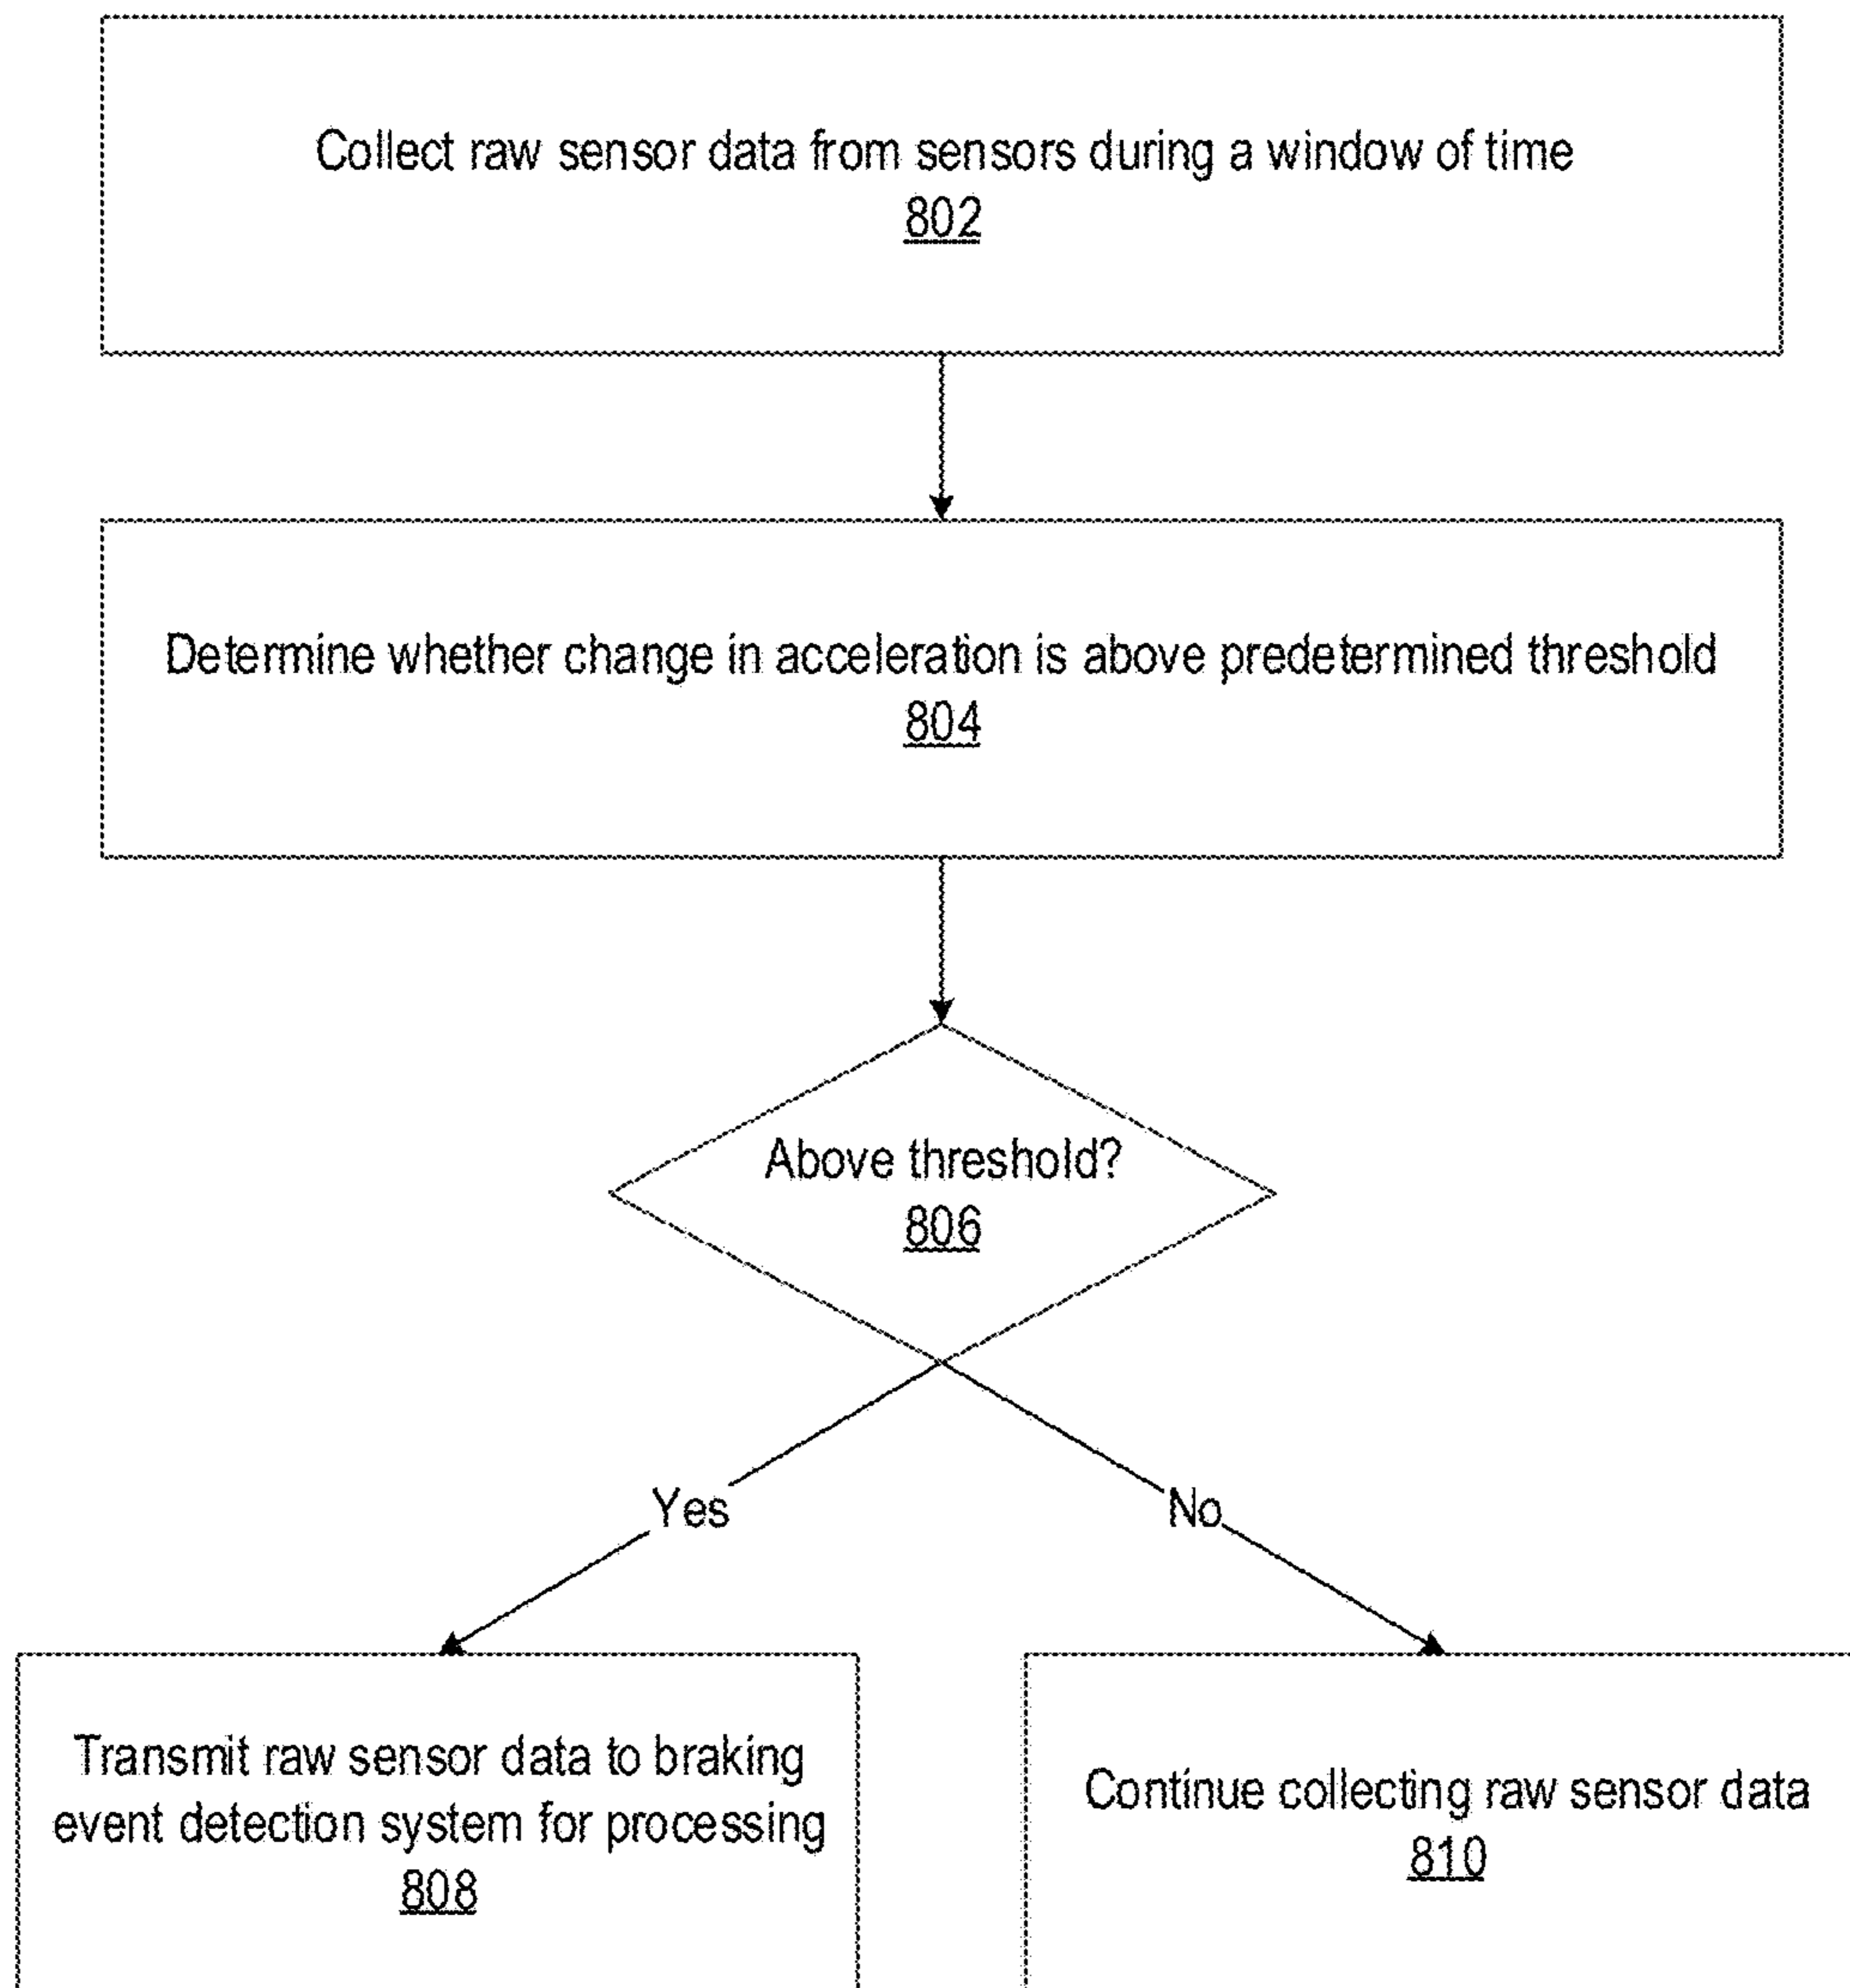 Collect raw sensor data from sensors during a window of time
802
Determine whether change in acceleration is above predetermined threshold
804
Above threshold?
806
Yes
No
Transmit raw sensor data to braking
event detection system for processing
808
Continue collecting raw sensor data
810